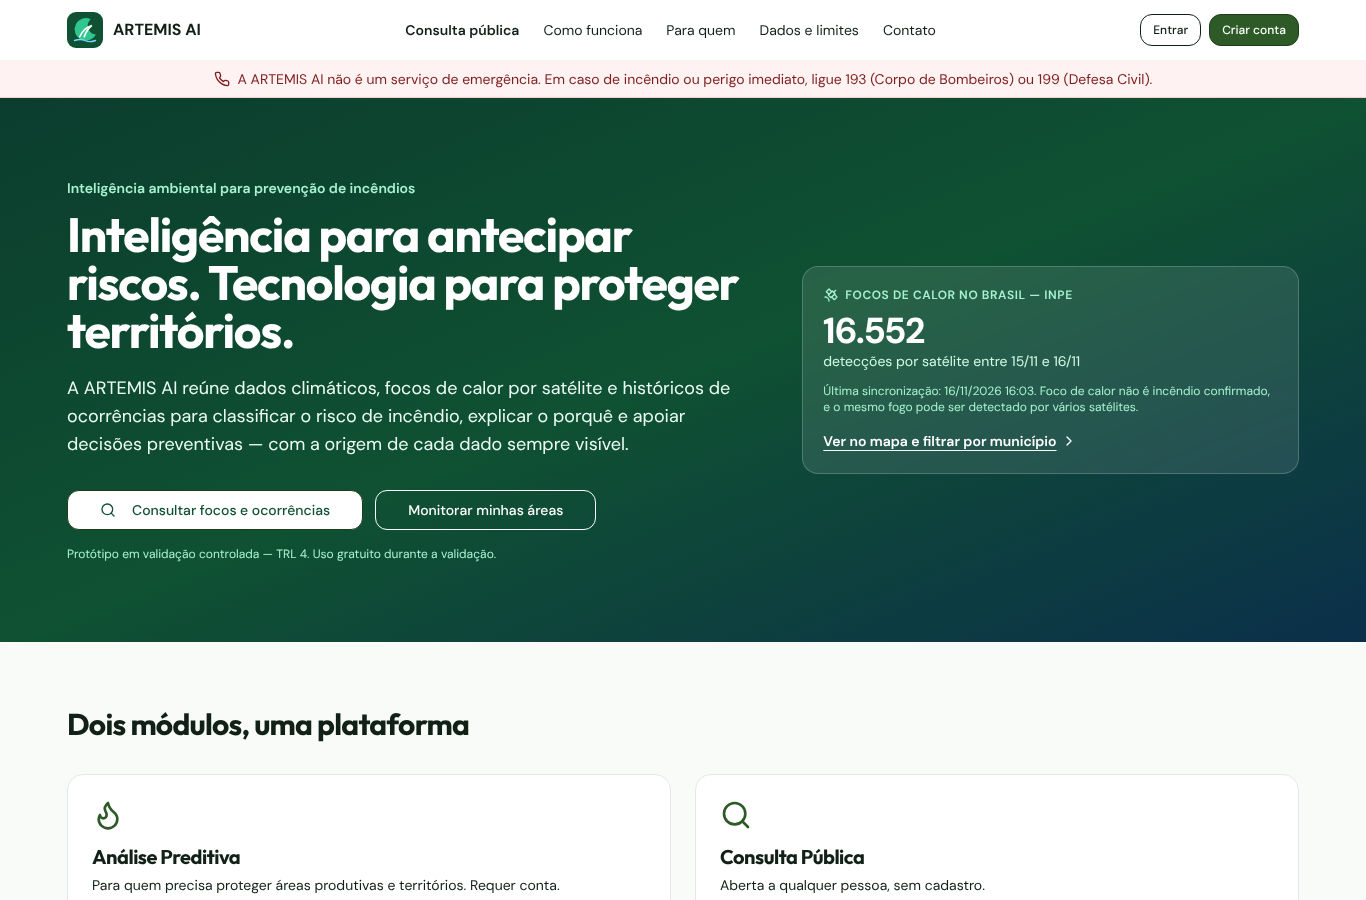 ARTEMIS AI
Consulta pública
Como funciona
Para quem
Dados e limites
Contato
Entrar
Criar conta
A ARTEMIS AI não é um serviço de emergência. Em caso de incêndio ou perigo imediato, ligue 193 (Corpo de Bombeiros) ou 199 (Defesa Civil).
Inteligência ambiental para prevenção de incêndios
Inteligência para antecipar
riscos. Tecnologia para proteger
territórios.
A ARTEMIS AI reúne dados climáticos, focos de calor por satélite e históricos de
ocorrências para classificar o risco de incêndio, explicar o porquê e apoiar
decisões preventivas — com a origem de cada dado sempre visível.
Consultar focos e ocorrências
Monitorar minhas áreas
Protótipo em validação controlada — TRL 4. Uso gratuito durante a validação.
FOCOS DE CALOR NO BRASIL — INPE
16.552
detecções por satélite entre 15/11 e 16/11
Última sincronização: 16/11/2026 16:03. Foco de calor não é incêndio confirmado,
e o mesmo fogo pode ser detectado por vários satélites.
Ver no mapa e filtrar por município
Dois módulos, uma plataforma
Análise Preditiva
Para quem precisa proteger áreas produtivas e territórios. Requer conta.
Consulta Pública
Aberta a qualquer pessoa, sem cadastro.